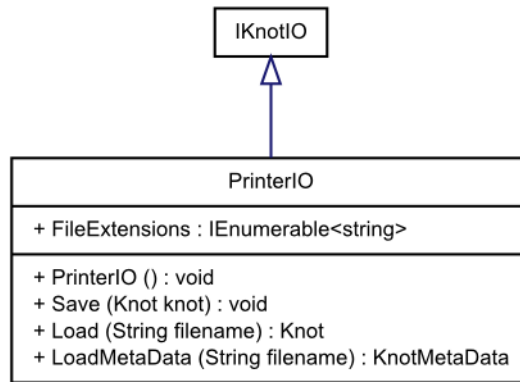 IKnotIO
PrinterIO
+ FileExtensions : IEnumerable<string>
+ PrinterIO () : void
+ Save (Knot knot) : void
+ Load (String filename) : Knot
+ LoadMetaData (String filename) : KnotMetaData